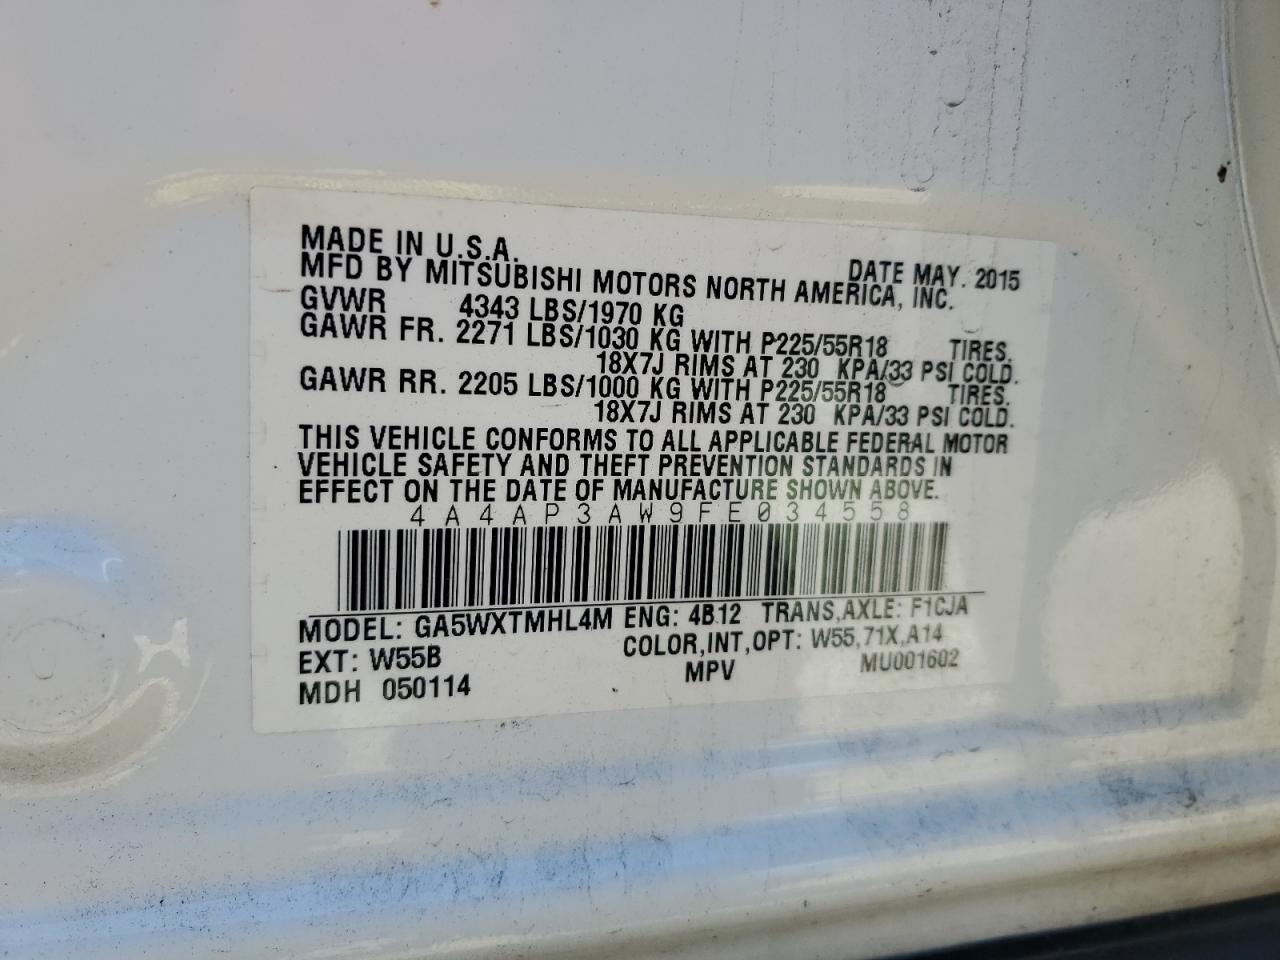 MADE IN U.S.A.
DATE MAY. 2015
MFD BY MITSUBISHI MOTORS NORTH AMERICA, INC.
GVWR 4343 LBS/1970 KG
GAWR FR. 2271 LBS/1030 KG WITH P225/55R18 TIRES.
18X7J RIMS AT 230 KPA/33 PSI COLD.
GAWR RR. 2205 LBS/1000 KG WITH P225/55R18 TIRES.
18X7J RIMS AT 230 KPA/33 PSI COLD.
THIS VEHICLE CONFORMS TO ALL APPLICABLE FEDERAL MOTOR
VEHICLE SAFETY AND THEFT PREVENTION STANDARDS IN
EFFECT ON THE DATE OF MANUFACTURE SHOWN ABOVE.
4A4AP3AW9FE034558
MODEL: GA5WXTMHL4M ENG: 4B12 TRANS,AXLE: F1CJA
EXT: W55B COLOR,INT,OPT: W55,71X,A14
MDH 050114 MPV MU001602